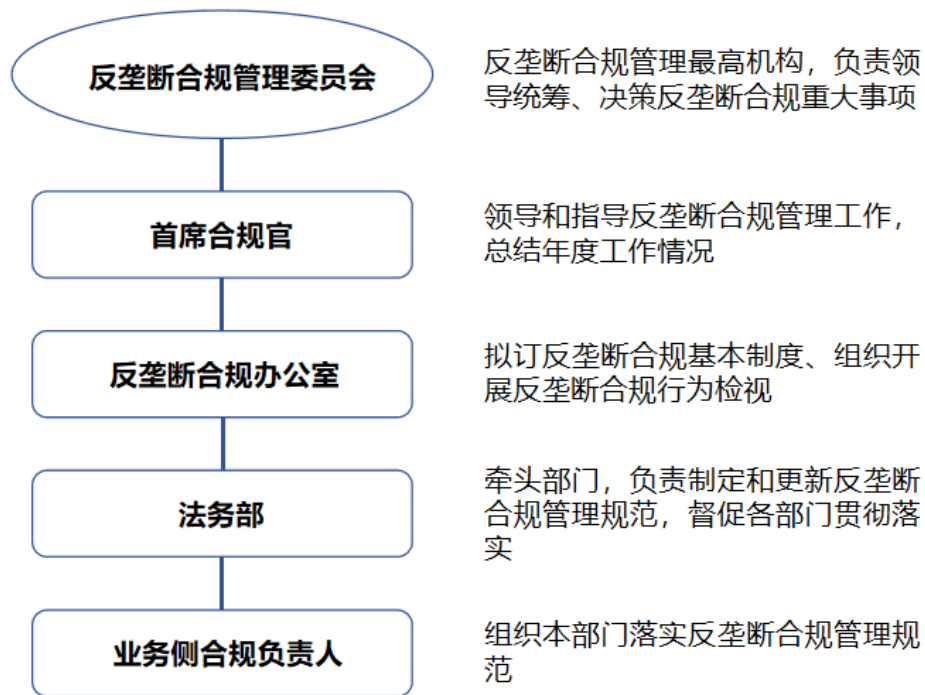 反垄断合规管理委员会
反垄断合规管理最高机构，负责领
导统筹、决策反垄断合规重大事项
首席合规官
领导和指导反垄断合规管理工作，
总结年度工作情况
反垄断合规办公室
拟订反垄断合规基本制度、组织开
展反垄断合规行为检视
法务部
牵头部门，负责制定和更新反垄断
合规管理规范，督促各部门贯彻落
实
业务侧合规负责人
组织本部门落实反垄断合规管理规
范